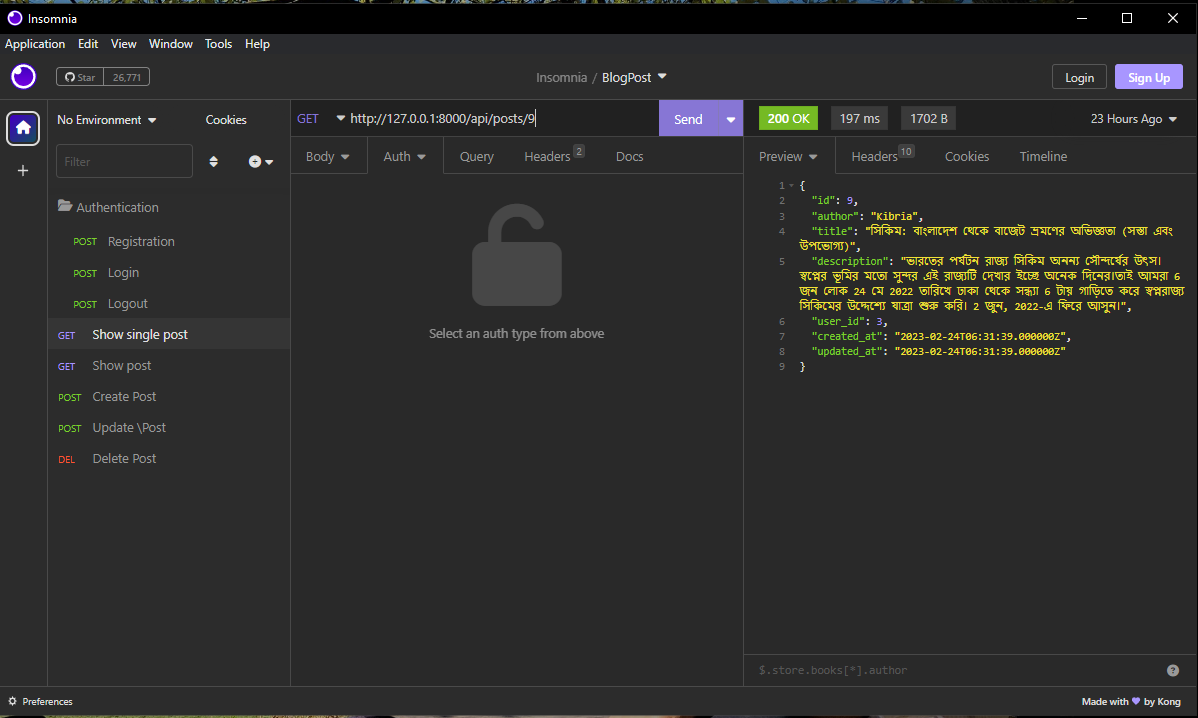 Insomnia
Application Edit View Window Tools Help
Star 26,771
Insomnia / BlogPost
Login Sign Up
No Environment Cookies
Filter
Authentication
POST Registration
POST Login
POST Logout
GET Show single post
GET Show post
POST Create Post
POST Update \Post
DEL Delete Post
GET http://127.0.0.1:8000/api/posts/9 Send
Body Auth Query Headers 2 Docs
Select an auth type from above
200 OK 197 ms 1702 B 23 Hours Ago
Preview Headers 10 Cookies Timeline
1 {
2 "id": 9,
3 "author": "Kibria",
4 "title": "সিকিম: বাংলাদেশ থেকে বাজেট ভ্রমণের অভিজ্ঞতা (সস্তা এবং
উপভোগ্য)",
5 "description": "ভারতের পর্যটন রাজ্য সিকিম অনন্য সৌন্দর্যের উৎস।
স্বপ্নের ভূমির মতো সুন্দর এই রাজ্যটি দেখার ইচ্ছে অনেক দিনের।তাই আমরা 6
জন লোক 24 মে 2022 তারিখে ঢাকা থেকে সন্ধ্যা 6 টায় গাড়িতে করে স্বপ্নরাজ্য
সিকিমের উদ্দেশ্যে যাত্রা শুরু করি। 2 জুন, 2022-এ ফিরে আসুন।",
6 "user_id": 3,
7 "created_at": "2023-02-24T06:31:39.000000Z",
8 "updated_at": "2023-02-24T06:31:39.000000Z"
9 }
$.store.books[*].author
Preferences
Made with by Kong